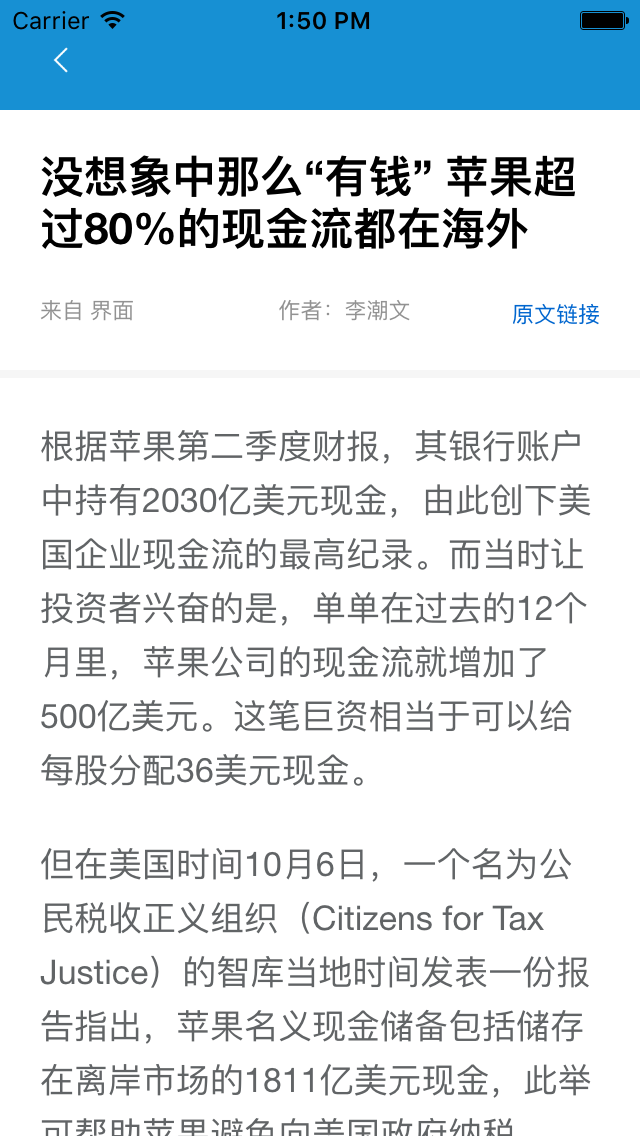 Carrier 1:50 PM
没想象中那么“有钱” 苹果超
过80%的现金流都在海外
来自 界面 作者：李潮文 原文链接
根据苹果第二季度财报，其银行账户
中持有2030亿美元现金，由此创下美
国企业现金流的最高纪录。而当时让
投资者兴奋的是，单单在过去的12个
月里，苹果公司的现金流就增加了
500亿美元。这笔巨资相当于可以给
每股分配36美元现金。
但在美国时间10月6日，一个名为公
民税收正义组织（Citizens for Tax
Justice）的智库当地时间发表一份报
告指出，苹果名义现金储备包括储存
在离岸市场的1811亿美元现金，此举
可帮助苹果避免向美国政府纳税